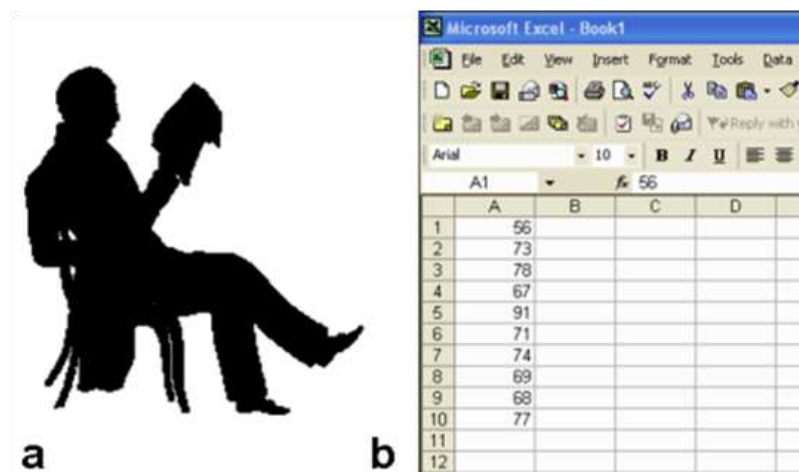 Microsoft Excel - Book1
File Edit View Insert Format Tools Data
Reply with
Arial 10 B I U
A1 fx 56
A B C D
1 56
2 73
3 78
4 67
5 91
6 71
7 74
8 69
9 68
10 77
11
12
a b